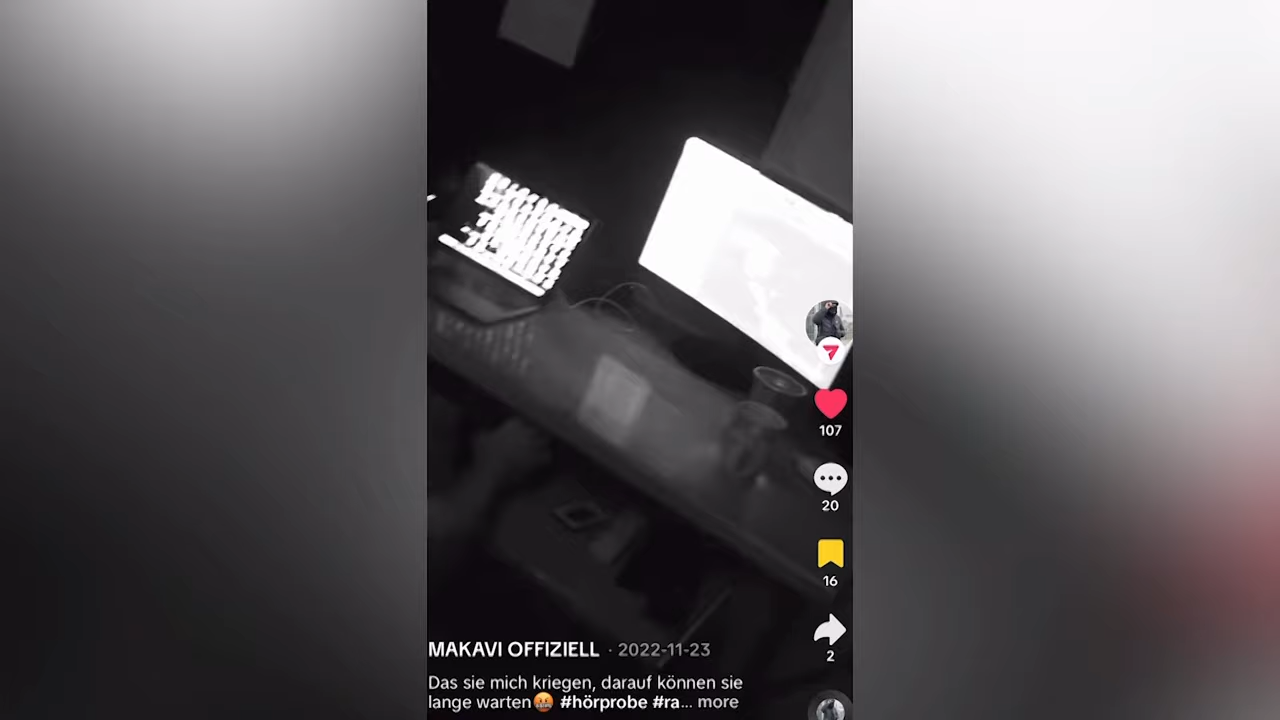 107
20
16
2
MAKAVI OFFIZIELL · 2022-11-23
Das sie mich kriegen, darauf können sie
lange warten🤬 #hörprobe #ra... more